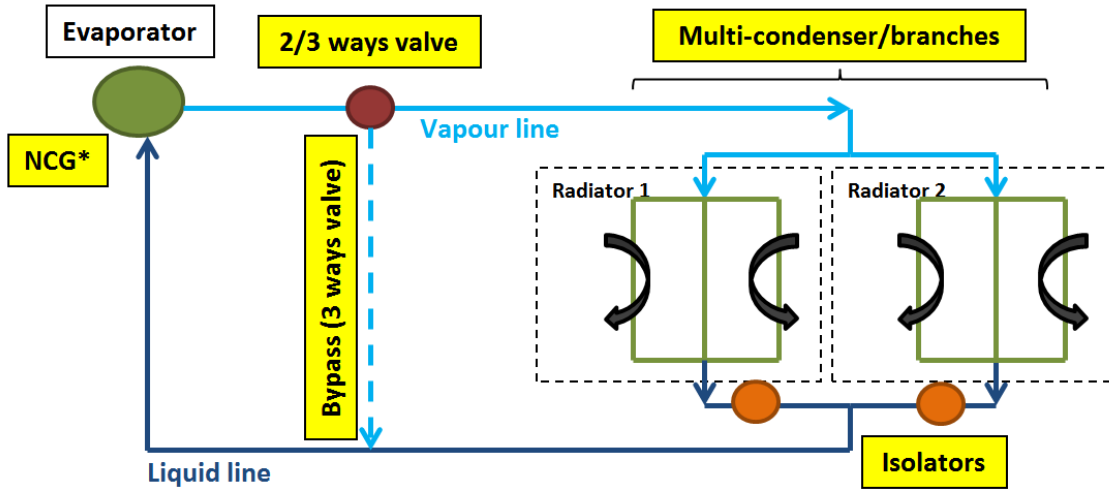 Evaporator
2/3 ways valve
Multi-condenser/branches
Vapour line
NCG*
Bypass (3 ways valve)
Radiator 1
Radiator 2
Liquid line
Isolators